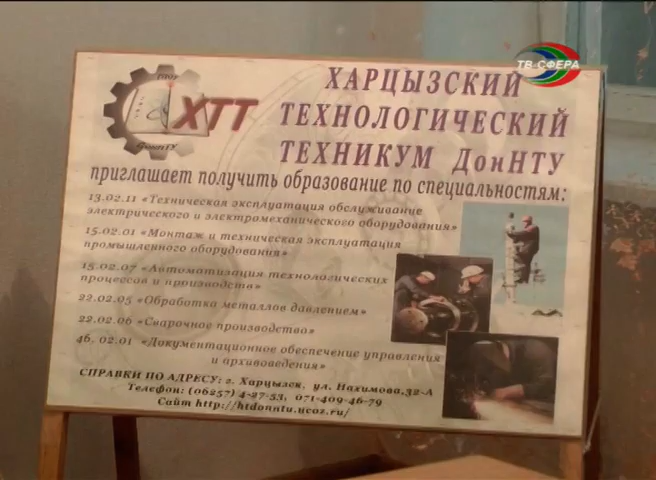 ТВ-СФЕРА
ХТТ
ДонНТУ
ХАРЦЫЗСКИЙ
ТЕХНОЛОГИЧЕСКИЙ
ТЕХНИКУМ ДонНТУ
приглашает получить образование по специальностям:
13.02.11 «Техническая эксплуатация обслуживание
электрического и электромеханического оборудования»
15.02.01 «Монтаж и техническая эксплуатация
промышленного оборудования»
15.02.07 «Автоматизация технологических
процессов и производств»
22.02.05 «Обработка металлов давлением»
22.02.06 «Сварочное производство»
46.02.01 «Документационное обеспечение управления
и архивоведения»
СПРАВКИ ПО АДРЕСУ: г. Харцызск, ул. Нахимова,32-А
Телефон: (06257) 4-27-53, 071-409-46-79
Сайт http://htdonntu.ucoz.ru/